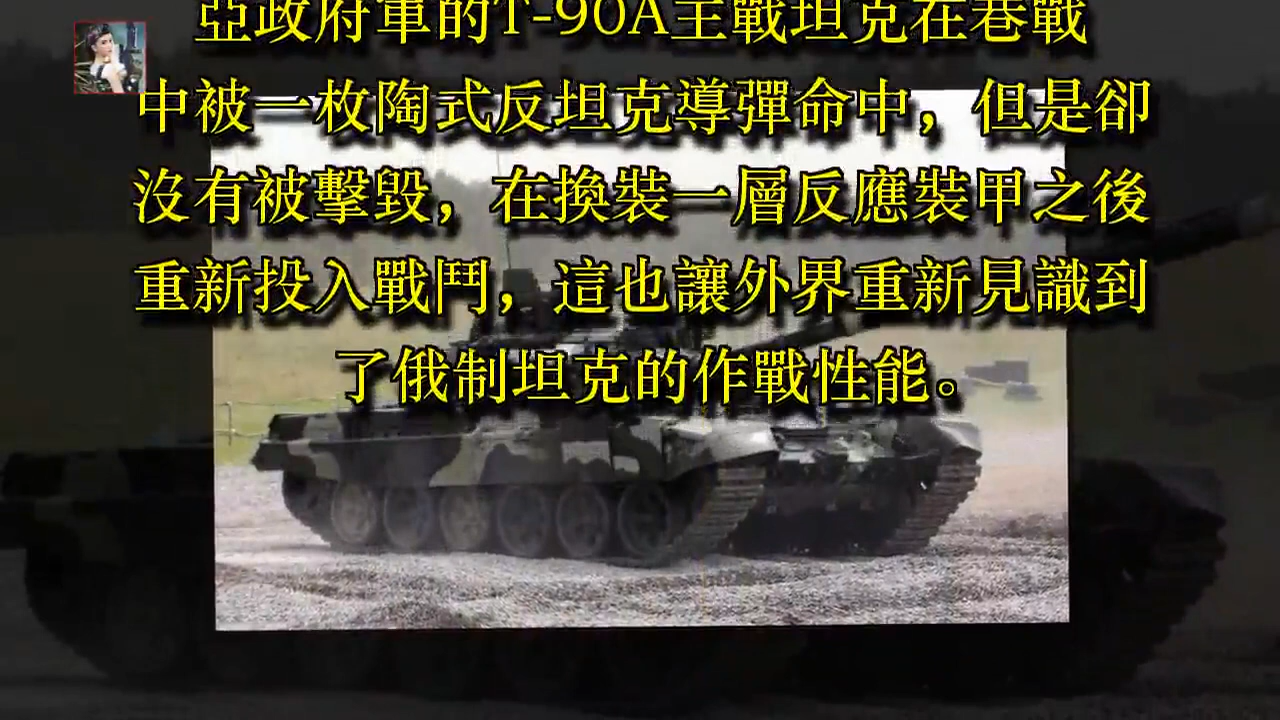 亞政府軍的T-90A主戰坦克在巷戰
中被一枚陶式反坦克導彈命中，但是卻
沒有被擊毀，在換裝一層反應裝甲之後
重新投入戰鬥，這也讓外界重新見識到
了俄制坦克的作戰性能。